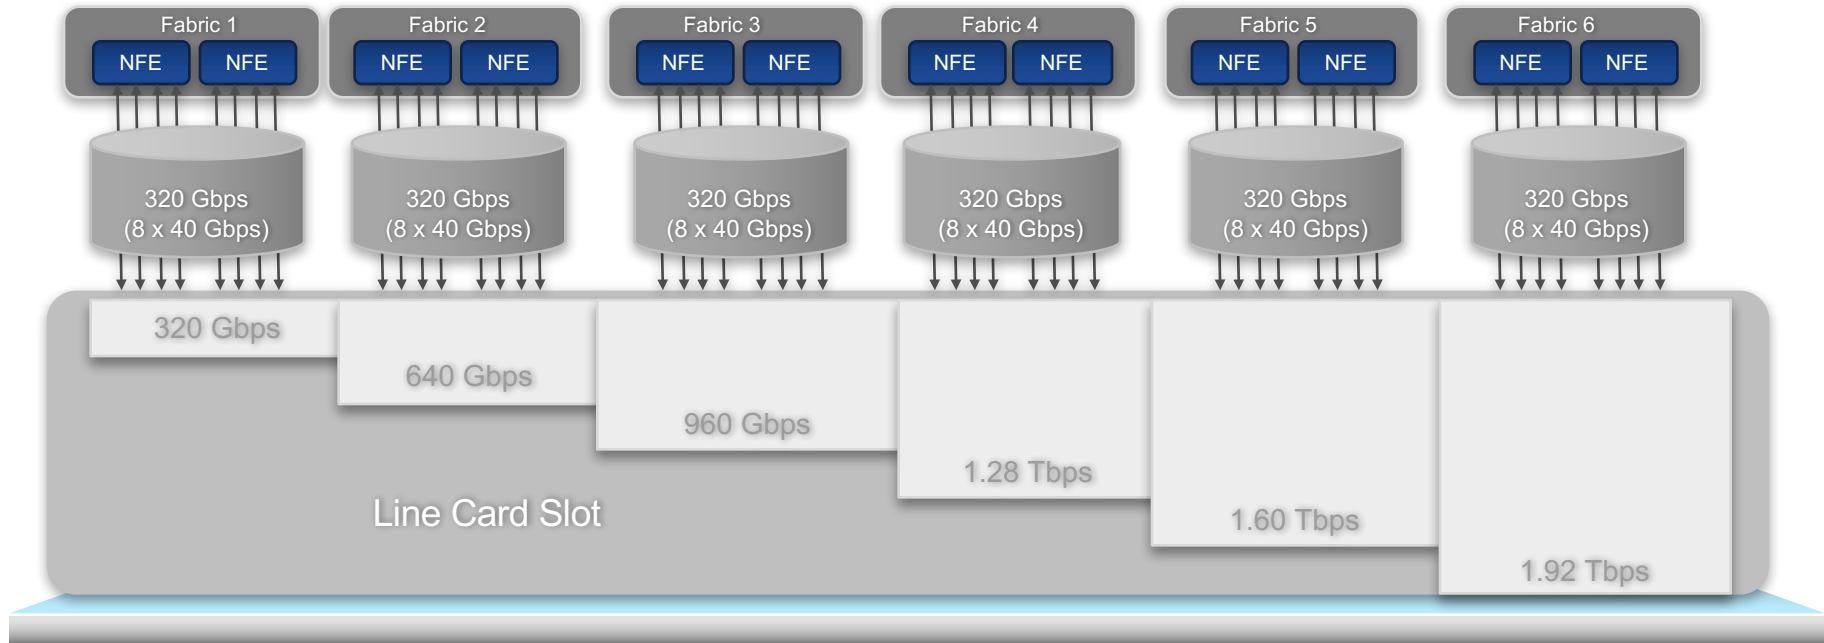 Fabric 1
NFE NFE
Fabric 2
NFE NFE
Fabric 3
NFE NFE
Fabric 4
NFE NFE
Fabric 5
NFE NFE
Fabric 6
NFE NFE
320 Gbps
(8 x 40 Gbps)
320 Gbps
(8 x 40 Gbps)
320 Gbps
(8 x 40 Gbps)
320 Gbps
(8 x 40 Gbps)
320 Gbps
(8 x 40 Gbps)
320 Gbps
(8 x 40 Gbps)
320 Gbps
640 Gbps
960 Gbps
1.28 Tbps
1.60 Tbps
1.92 Tbps
Line Card Slot